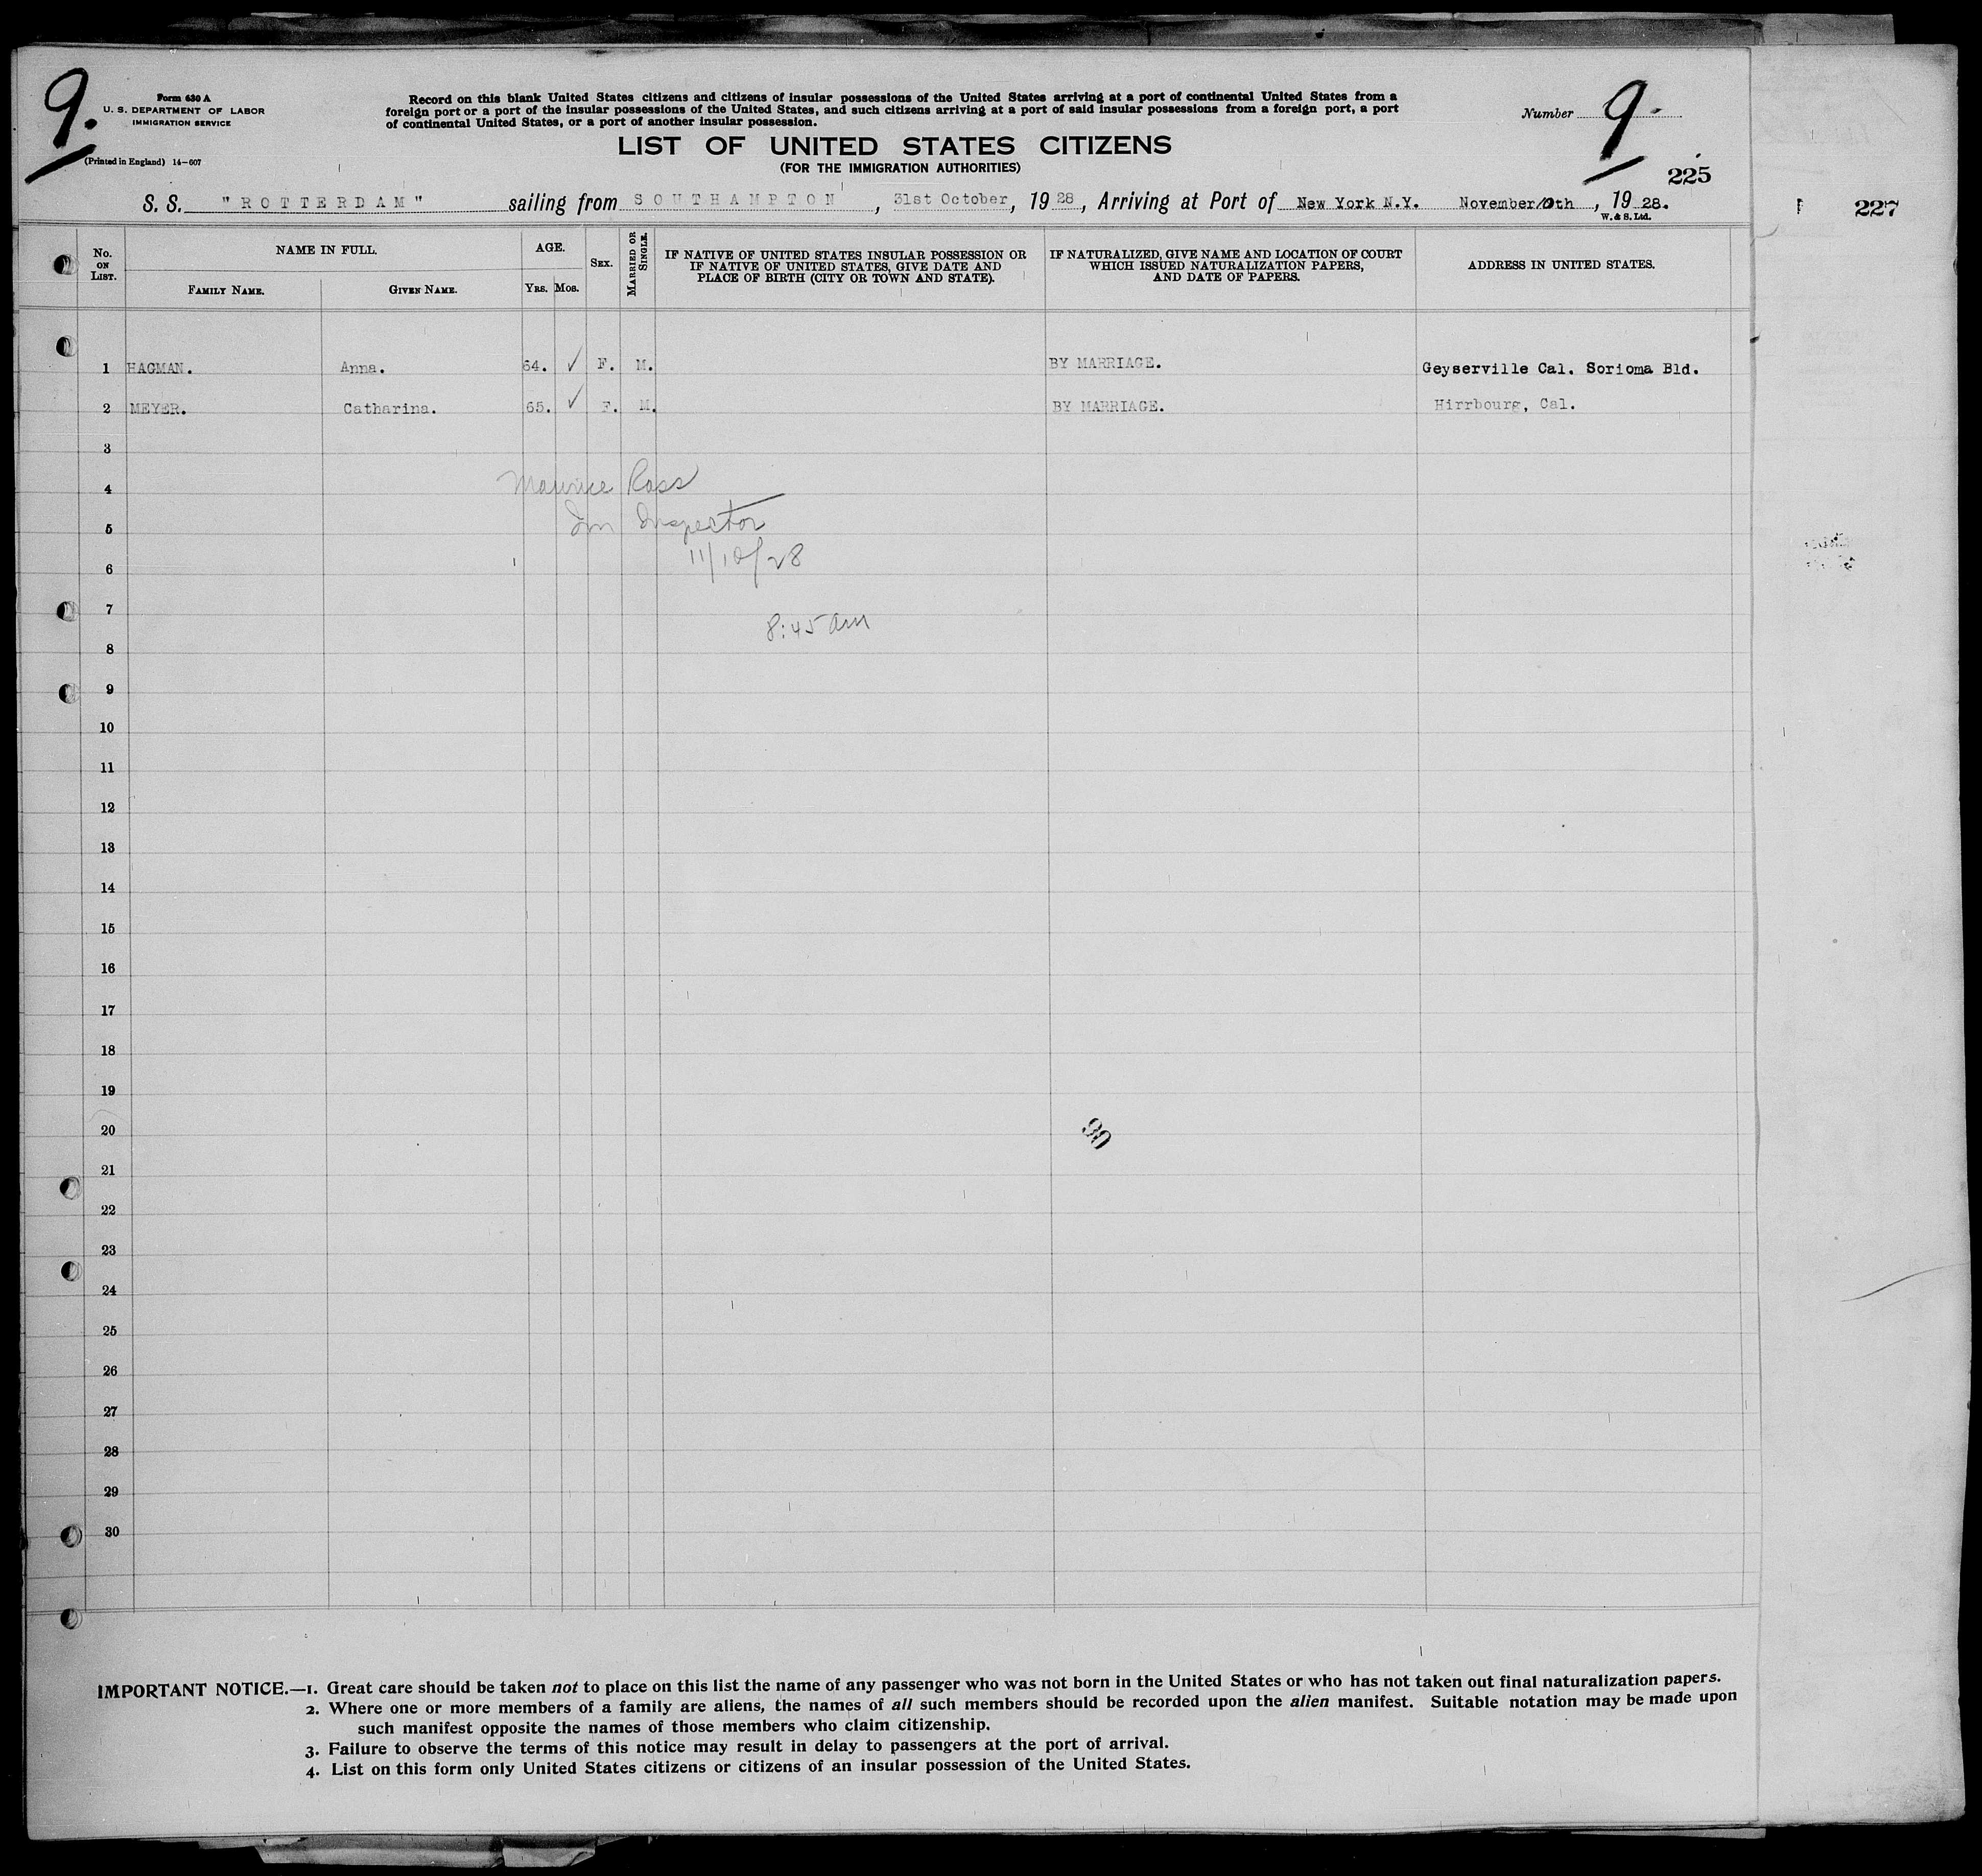 9.
Form 630 A
U. S. DEPARTMENT OF LABOR
IMMIGRATION SERVICE
(Printed in England) 14—607
Record on this blank United States citizens and citizens of insular possessions of the United States arriving at a port of continental United States from a
foreign port or a port of the insular possessions of the United States, and such citizens arriving at a port of said insular possessions from a foreign port, a port
of continental United States, or a port of another insular possession.
Number 9-
LIST OF UNITED STATES CITIZENS
(FOR THE IMMIGRATION AUTHORITIES)
225
227
S. S. "ROTTERDAM" sailing from SOUTHAMPTON, 31st October, 1928, Arriving at Port of New York N.Y. November 10th, 1928.
W. & S. Ltd.
No. ON LIST.
NAME IN FULL.
FAMILY NAME.
GIVEN NAME.
AGE.
YRS. MOS.
SEX.
MARRIED OR SINGLE.
IF NATIVE OF UNITED STATES INSULAR POSSESSION OR
IF NATIVE OF UNITED STATES, GIVE DATE AND
PLACE OF BIRTH (CITY OR TOWN AND STATE).
IF NATURALIZED, GIVE NAME AND LOCATION OF COURT
WHICH ISSUED NATURALIZATION PAPERS,
AND DATE OF PAPERS.
ADDRESS IN UNITED STATES.
1 HAGMAN. Anna. 64. ✓ F. M. BY MARRIAGE. Geyserville Cal. Sorioma Bld.
2 MEYER. Catharina. 65. ✓ F. M. BY MARRIAGE. Hirrbourg, Cal.
3
4 Maurice Ross
5 Im Inspector
6 11/10/28
7
8:45 am
8
9
10
11
12
13
14
15
16
17
18
19
20 90
21
22
23
24
25
26
27
28
29
30
IMPORTANT NOTICE.—1. Great care should be taken not to place on this list the name of any passenger who was not born in the United States or who has not taken out final naturalization papers.
2. Where one or more members of a family are aliens, the names of all such members should be recorded upon the alien manifest. Suitable notation may be made upon
such manifest opposite the names of those members who claim citizenship.
3. Failure to observe the terms of this notice may result in delay to passengers at the port of arrival.
4. List on this form only United States citizens or citizens of an insular possession of the United States.